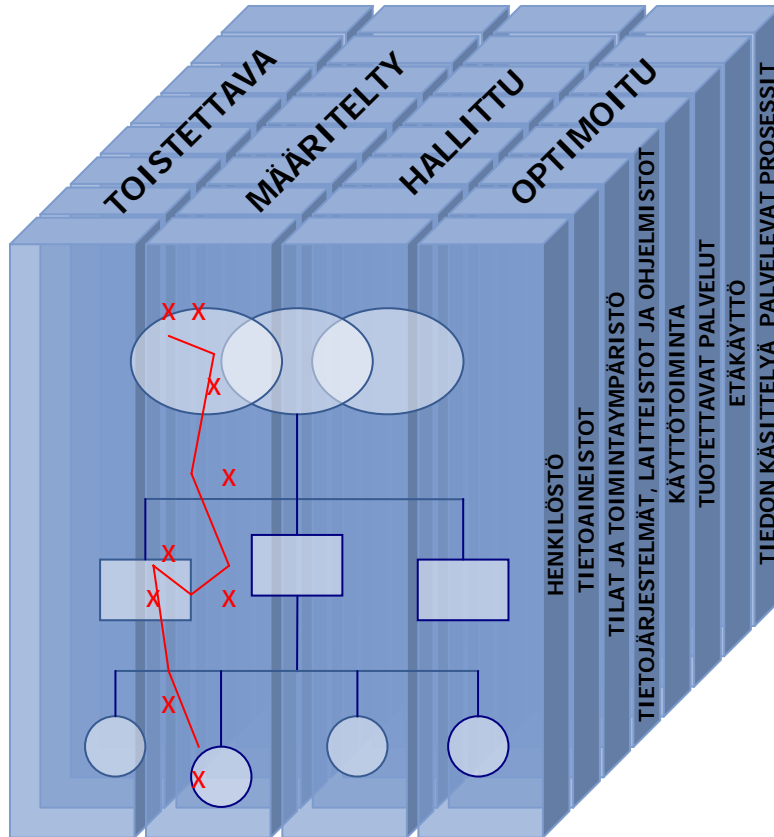 TOISTETTAVA
MÄÄRITELTY
HALLITTU
OPTIMOITU
HENKILÖSTÖ
TIETOAINEISTOT
TILAT JA TOIMINTAYMPÄRISTÖ
TIETOJÄRJESTELMÄT, LAITTEISTOT JA OHJELMISTOT
KÄYTTÖTOIMINTA
TUOTETTAVAT PALVELUT
ETÄKÄYTTÖ
TIEDON KÄSITTELYÄ PALVELEVAT PROSESSIT
X X
X
X
X
X X
X
X